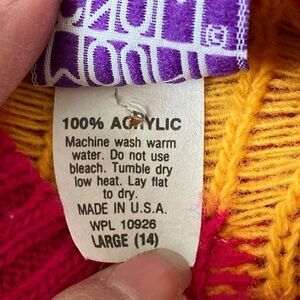 100% ACRYLIC
Machine wash warm
water. Do not use
bleach. Tumble dry
low heat. Lay flat
to dry.
MADE IN U.S.A.
WPL 10926
LARGE (14)